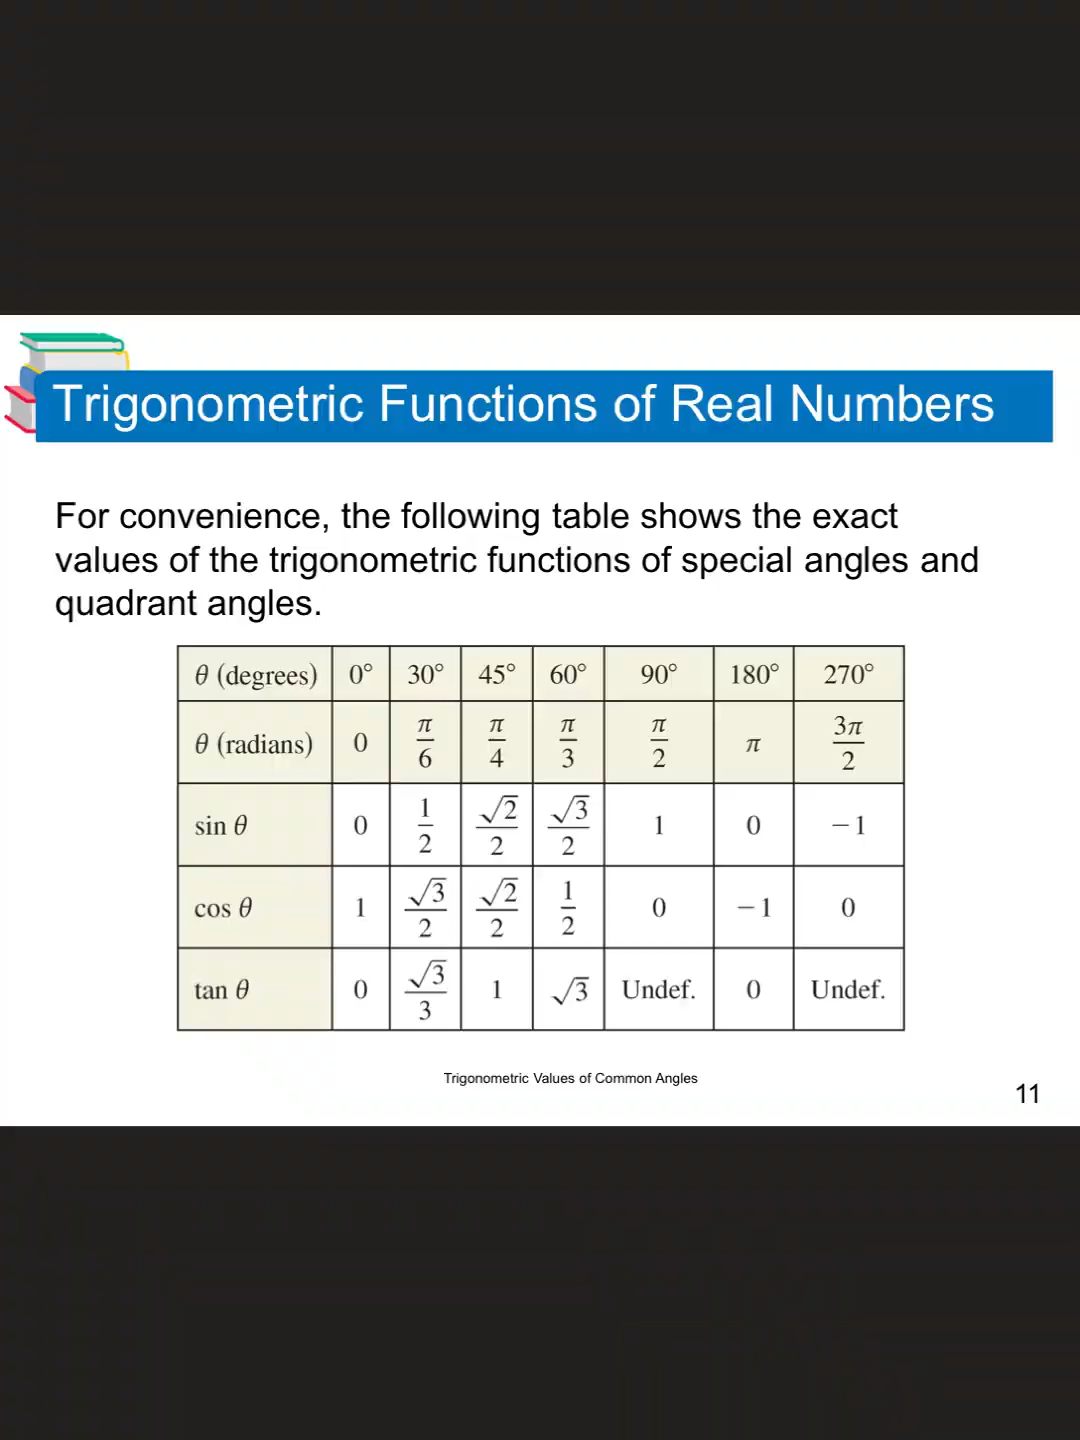 Trigonometric Functions of Real Numbers
For convenience, the following table shows the exact
values of the trigonometric functions of special angles and
quadrant angles.
θ (degrees) 0° 30° 45° 60° 90° 180° 270°
θ (radians) 0 π/6 π/4 π/3 π/2 π 3π/2
sin θ 0 1/2 √2/2 √3/2 1 0 −1
cos θ 1 √3/2 √2/2 1/2 0 −1 0
tan θ 0 √3/3 1 √3 Undef. 0 Undef.
Trigonometric Values of Common Angles
11